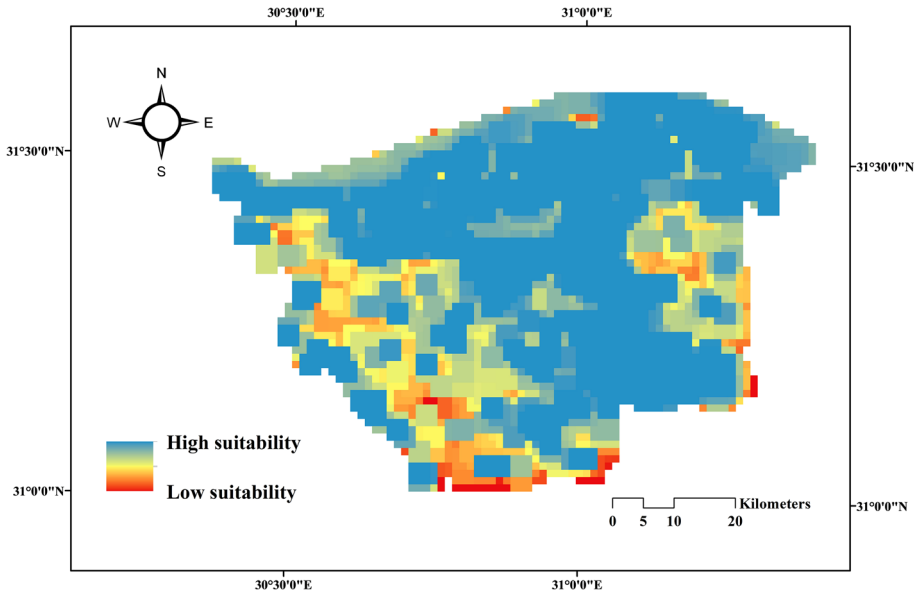 30°30'0"E 31°0'0"E
N
W E
S
31°30'0"N 31°30'0"N
High suitability
Low suitability
31°0'0"N 31°0'0"N
Kilometers
0 5 10 20
30°30'0"E 31°0'0"E